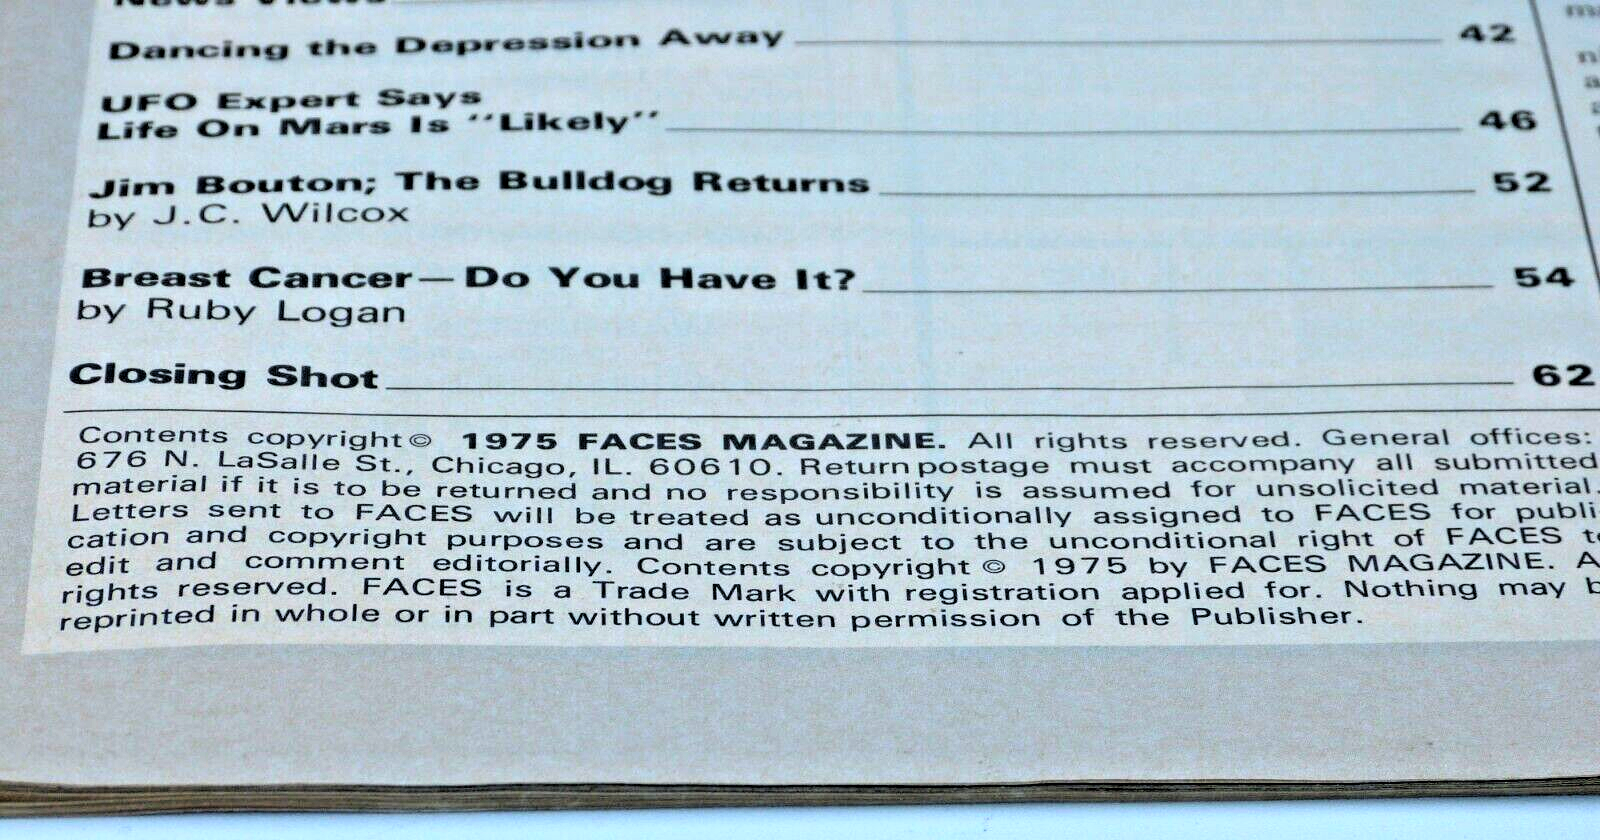 News Views
Dancing the Depression Away 42
UFO Expert Says
Life On Mars Is "Likely" 46
Jim Bouton; The Bulldog Returns 52
by J.C. Wilcox
Breast Cancer—Do You Have It? 54
by Ruby Logan
Closing Shot 62
Contents copyright© 1975 FACES MAGAZINE. All rights reserved. General offices:
676 N. LaSalle St., Chicago, IL. 60610. Return postage must accompany all submitted
material if it is to be returned and no responsibility is assumed for unsolicited material.
Letters sent to FACES will be treated as unconditionally assigned to FACES for publi-
cation and copyright purposes and are subject to the unconditional right of FACES to
edit and comment editorially. Contents copyright © 1975 by FACES MAGAZINE. A
rights reserved. FACES is a Trade Mark with registration applied for. Nothing may b
reprinted in whole or in part without written permission of the Publisher.